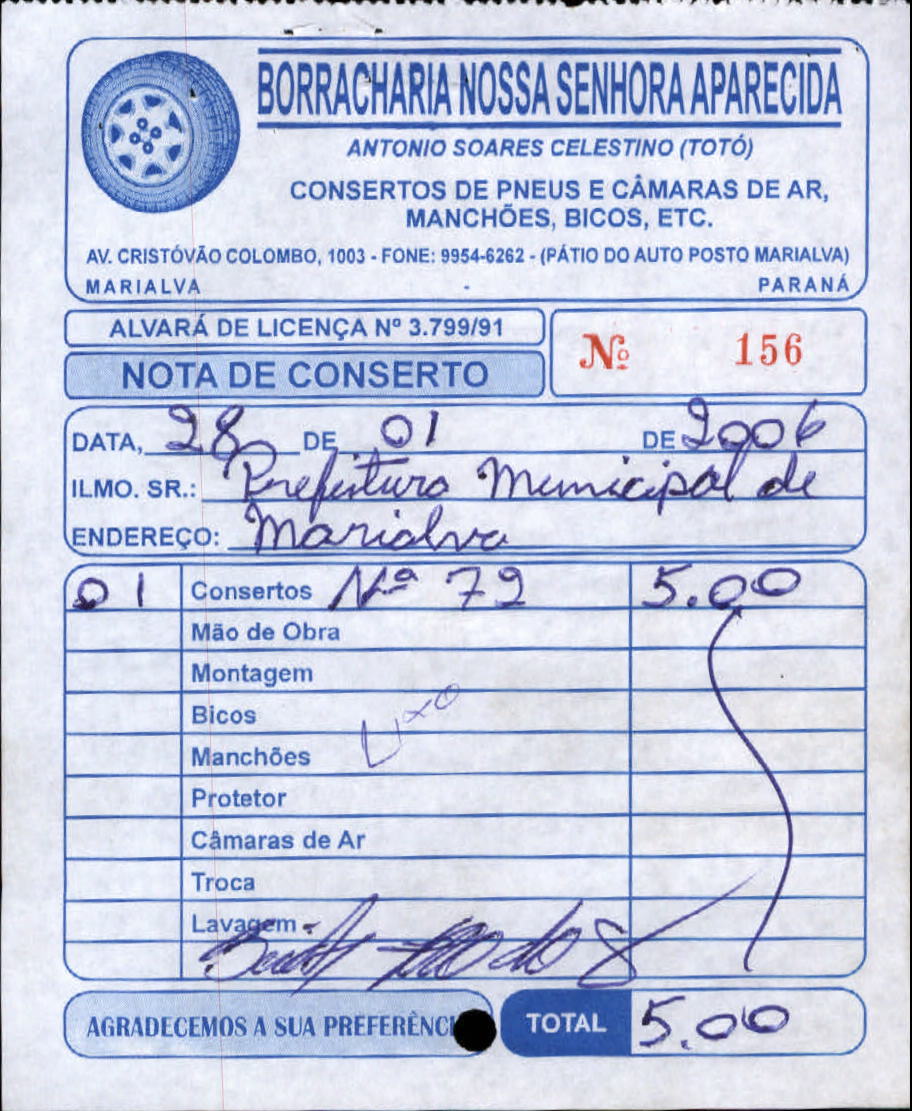 BORRACHARIA NOSSA SENHORA APARECIDA
ANTONIO SOARES CELESTINO (TOTÓ)
CONSERTOS DE PNEUS E CÂMARAS DE AR,
MANCHÕES, BICOS, ETC.
AV. CRISTÓVÃO COLOMBO, 1003 - FONE: 9954-6262 - (PÁTIO DO AUTO POSTO MARIALVA)
MARIALVA - PARANÁ
ALVARÁ DE LICENÇA Nº 3.799/91
NOTA DE CONSERTO
Nº 156
DATA, 28 DE 01 DE 2006
ILMO. SR.: Prefeitura Municipal de
ENDEREÇO: Marialva
01 Consertos Nº 79 5.00
Mão de Obra
Montagem
Bicos
Lixo
Manchões
Protetor
Câmaras de Ar
Troca
Lavagem
AGRADECEMOS A SUA PREFERÊNCI
TOTAL 5.00